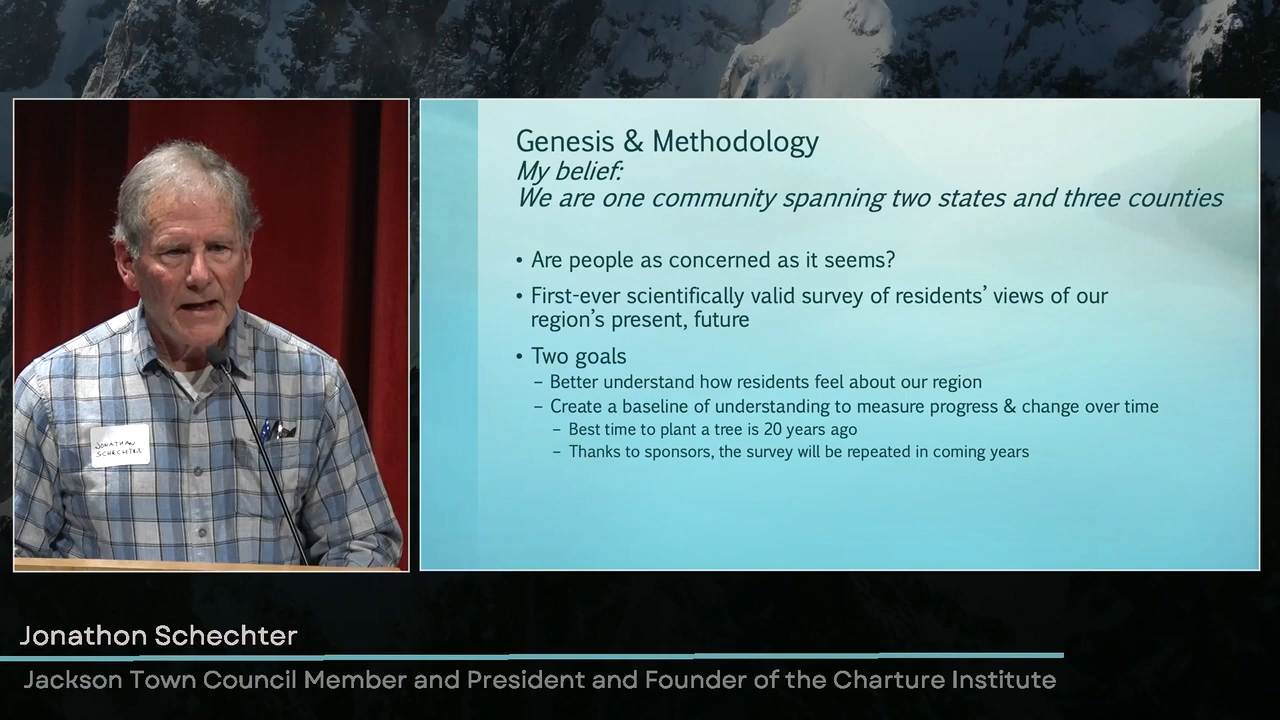 JONATHAN
SCHECHTER
Genesis & Methodology
My belief:
We are one community spanning two states and three counties
• Are people as concerned as it seems?
• First-ever scientifically valid survey of residents’ views of our
region’s present, future
• Two goals
– Better understand how residents feel about our region
– Create a baseline of understanding to measure progress & change over time
– Best time to plant a tree is 20 years ago
– Thanks to sponsors, the survey will be repeated in coming years
Jonathon Schechter
Jackson Town Council Member and President and Founder of the Charture Institute